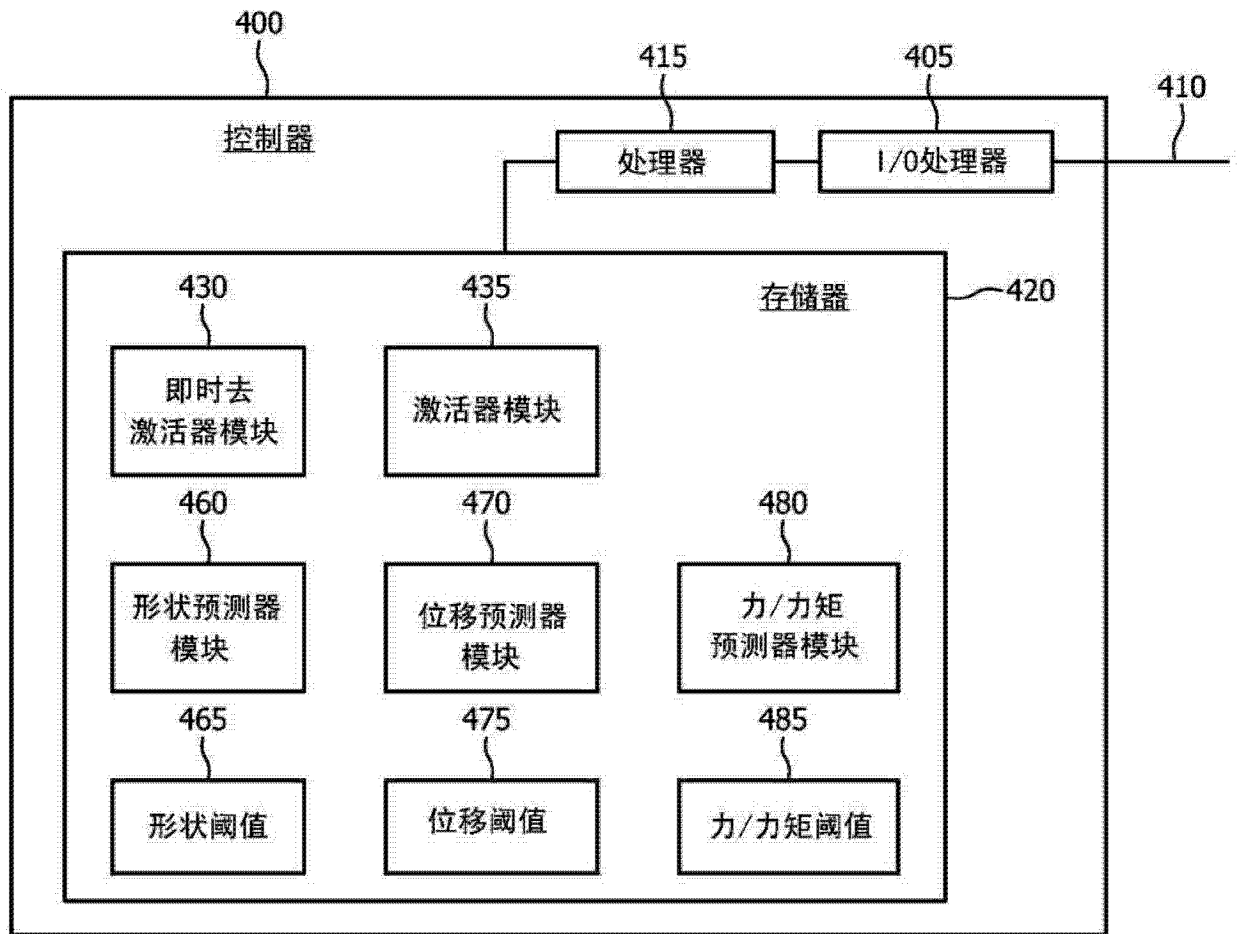 400
415
405
410
控制器
处理器
I/O处理器
430
435
存储器
420
即时去
激活器模块
激活器模块
460
470
480
形状预测器
模块
位移预测器
模块
力/力矩
预测器模块
465
475
485
形状阈值
位移阈值
力/力矩阈值